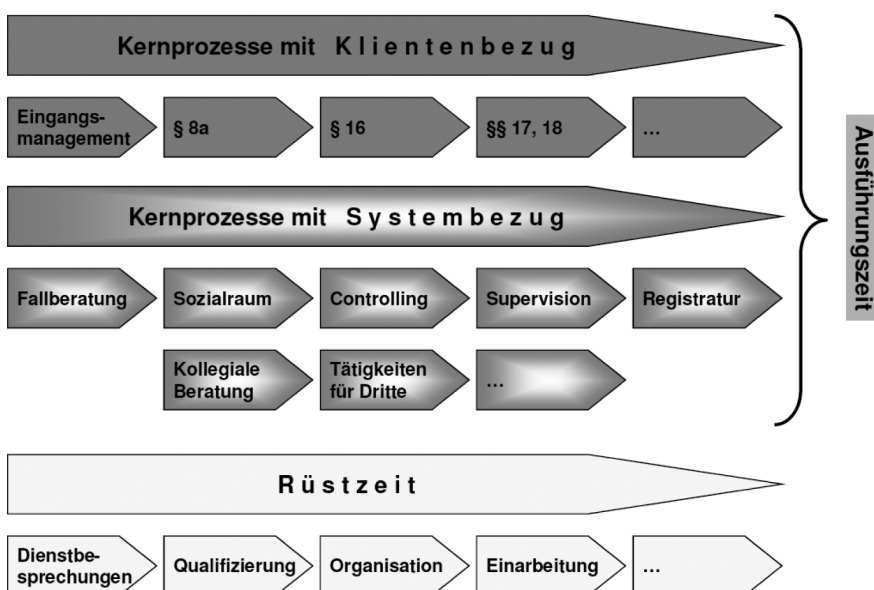 Kernprozesse mit Klientenbezug
Eingangs-
management
§ 8a
§ 16
§§ 17, 18
...
Kernprozesse mit Systembezug
Fallberatung
Sozialraum
Controlling
Supervision
Registratur
Kollegiale
Beratung
Tätigkeiten
für Dritte
...
Ausführungszeit
Rüstzeit
Dienstbe-
sprechungen
Qualifizierung
Organisation
Einarbeitung
...